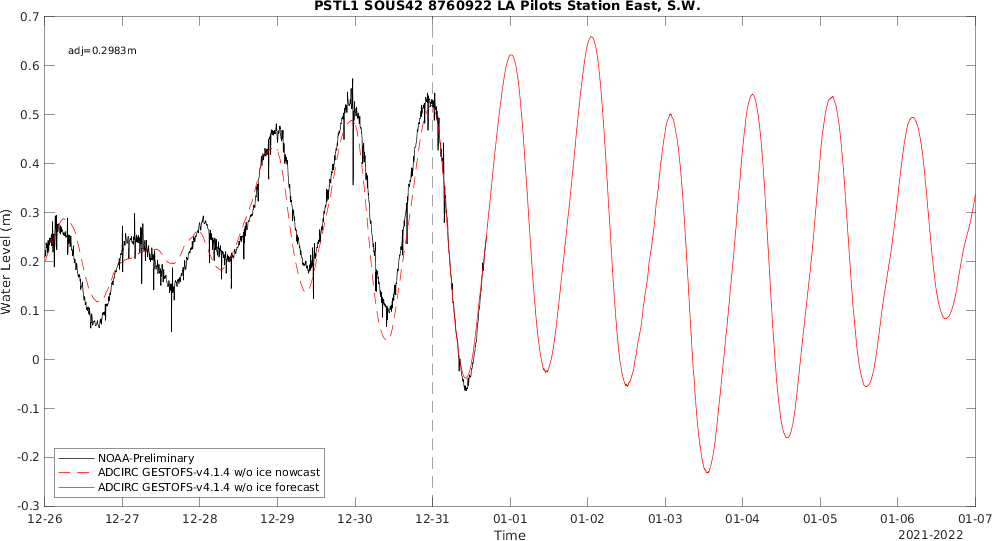 PSTL1 SOUS42 8760922 LA Pilots Station East, S.W.
adj=0.2983m
0.7
0.6
0.5
0.4
0.3
0.2
0.1
0
-0.1
-0.2
-0.3
Water Level (m)
NOAA-Preliminary
ADCIRC GESTOFS-v4.1.4 w/o ice nowcast
ADCIRC GESTOFS-v4.1.4 w/o ice forecast
12-26 12-27 12-28 12-29 12-30 12-31 01-01 01-02 01-03 01-04 01-05 01-06 01-07
Time
2021-2022